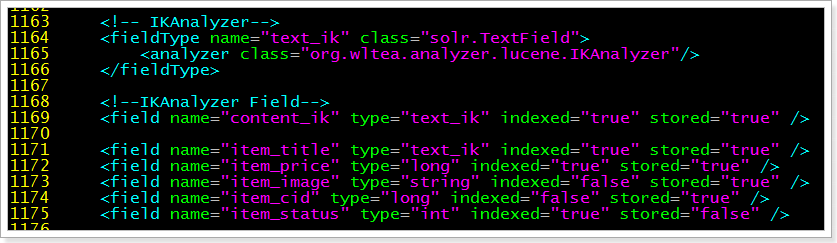 1163    <!-- IKAnalyzer-->
1164    <fieldType name="text_ik" class="solr.TextField">
1165        <analyzer class="org.wltea.analyzer.lucene.IKAnalyzer"/>
1166    </fieldType>
1167
1168    <!--IKAnalyzer Field-->
1169    <field name="content_ik" type="text_ik" indexed="true" stored="true" />
1170
1171    <field name="item_title" type="text_ik" indexed="true" stored="true" />
1172    <field name="item_price" type="long" indexed="true" stored="true" />
1173    <field name="item_image" type="string" indexed="false" stored="true" />
1174    <field name="item_cid" type="long" indexed="false" stored="true" />
1175    <field name="item_status" type="int" indexed="true" stored="false" />